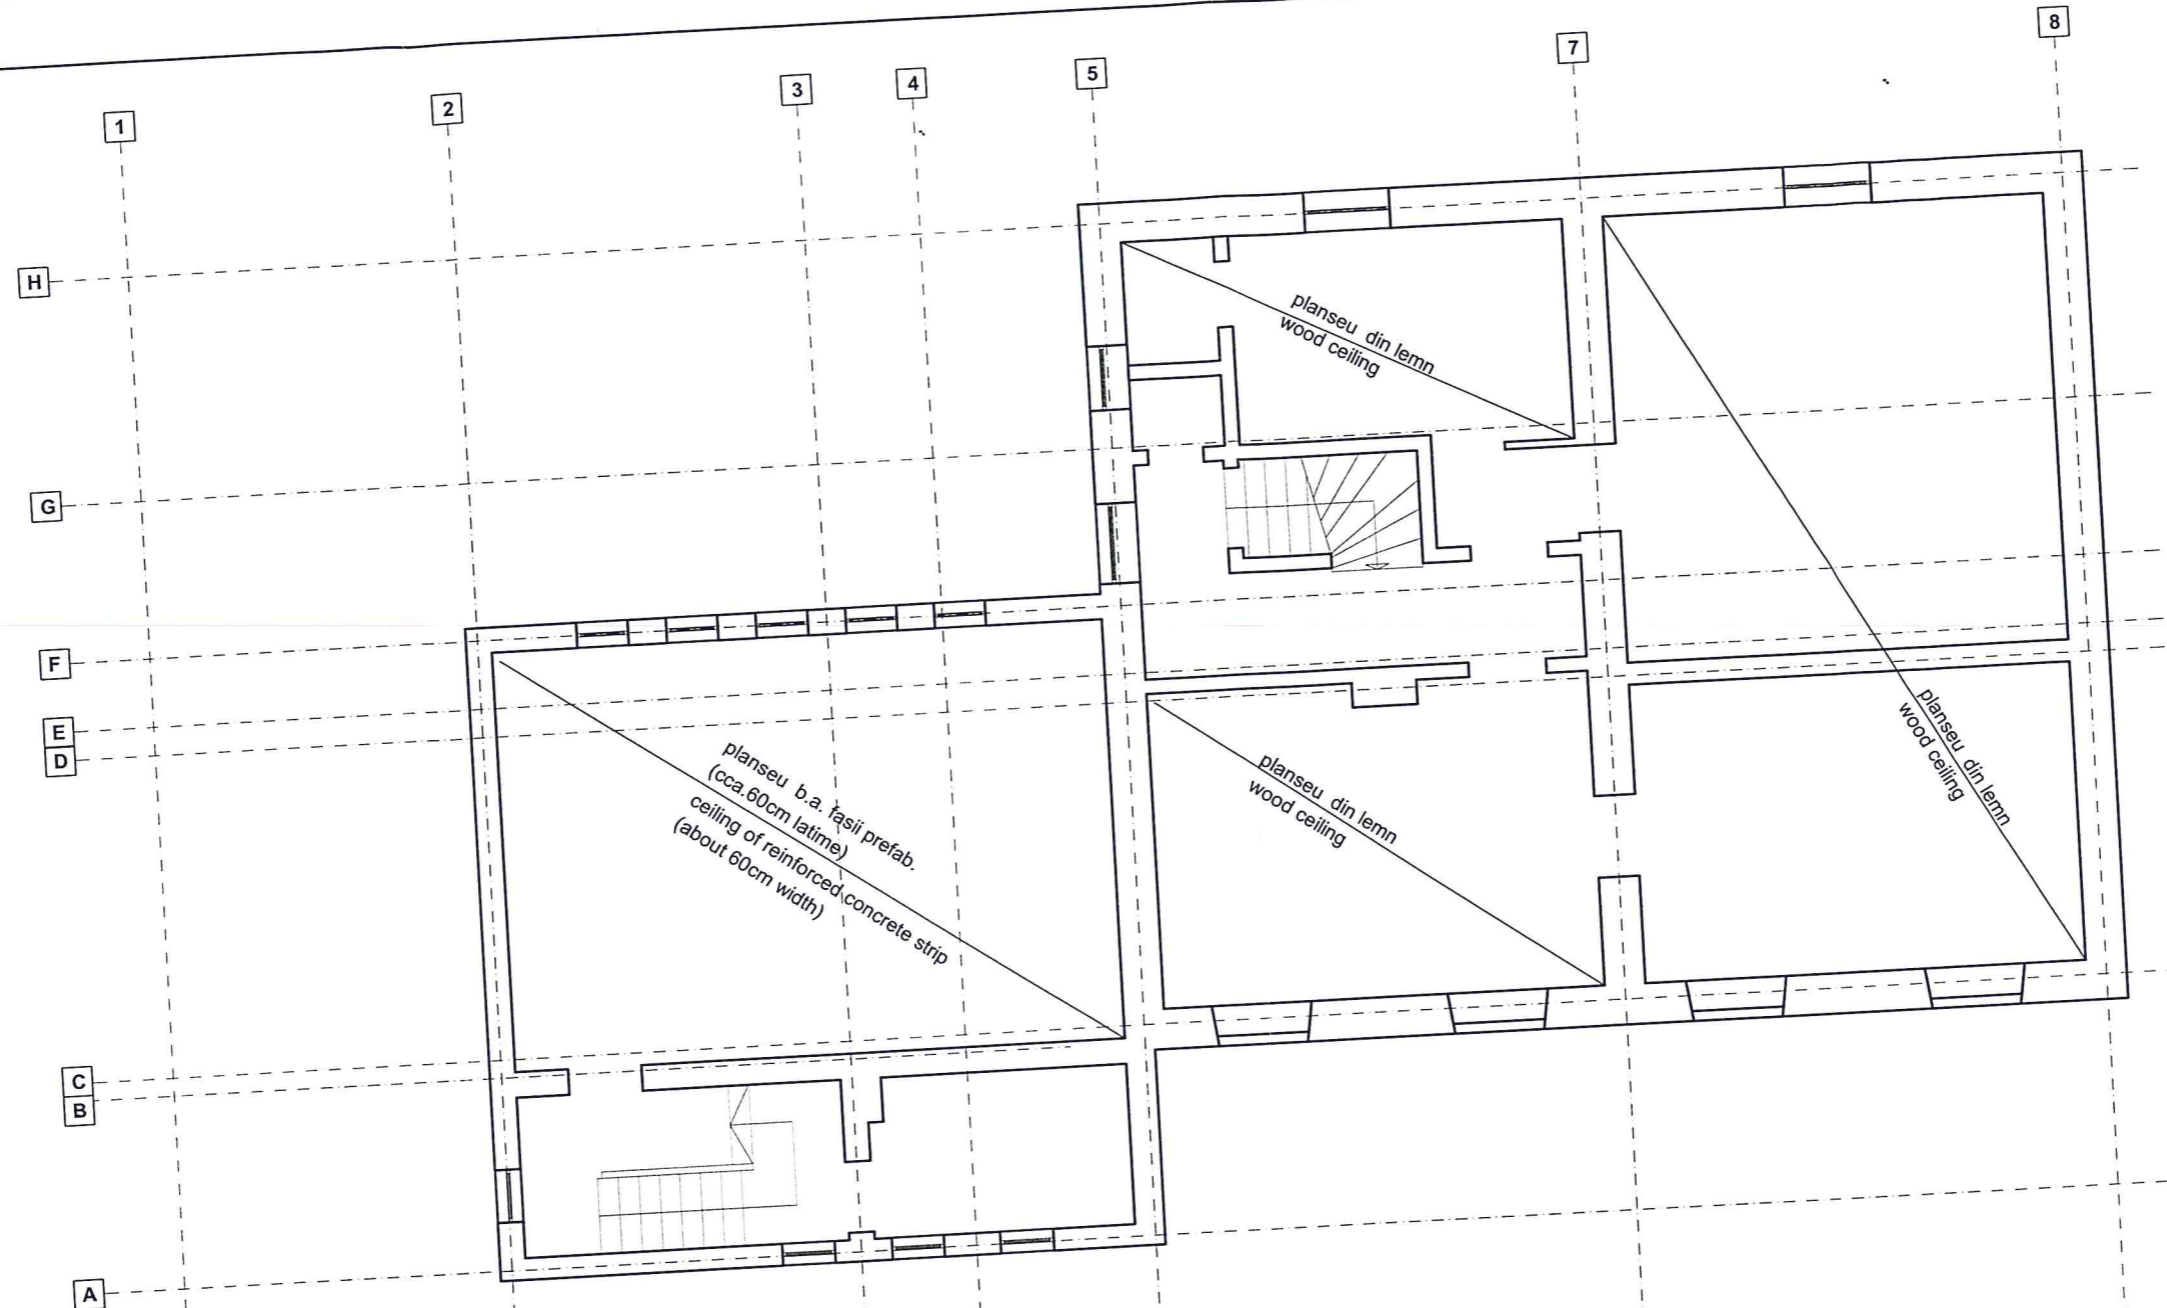 8
7
5
4
3
2
1
H
planseu din lemn
wood ceiling
G
F
E
D
planseu b.a. fasii prefab.
(cca.60cm latime)
ceiling of reinforced concrete strip
(about 60cm width)
planseu din lemn
wood ceiling
planseu din lemn
wood ceiling
C
B
A